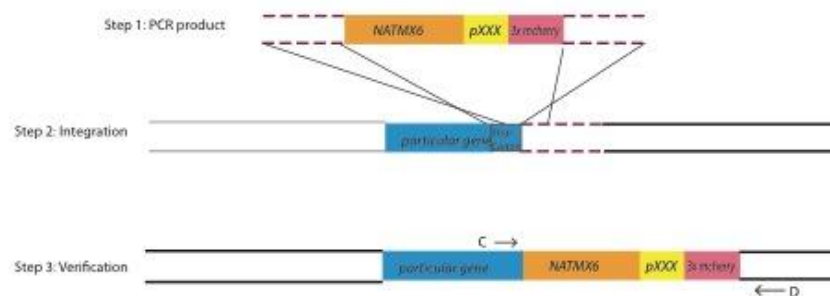 Step 1: PCR product
NATMX6 pXXX 3x mcherry
Step 2: Integration
particular gene
C
Step 3: Verification
particular gene NATMX6 pXXX 3x mcherry
D